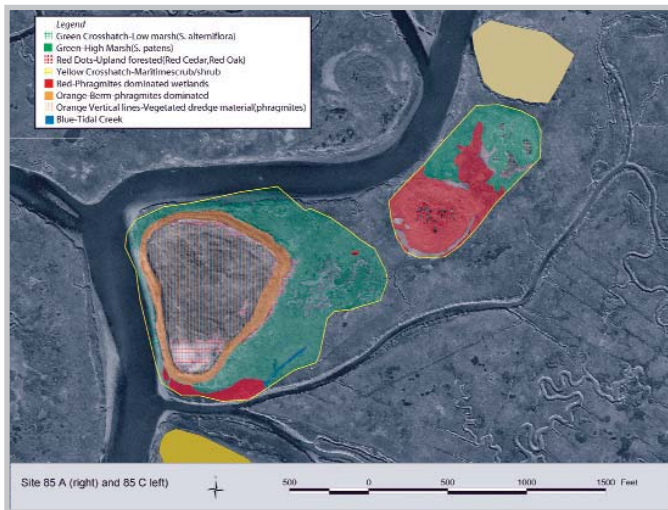 Legend
Green Crosshatch-Low marsh(S. alterniflora)
Green-High Marsh(S. patens)
Red Dots-Upland forested(Red Cedar,Red Oak)
Yellow Crosshatch-Maritimescrub/shrub
Red-Phragmites dominated wetlands
Orange-Berm-phragmites dominated
Orange Vertical lines-Vegetated dredge material(phragmites)
Blue-Tidal Creek
Site 85 A (right) and 85 C left)
500 0 500 1000 1500 Feet